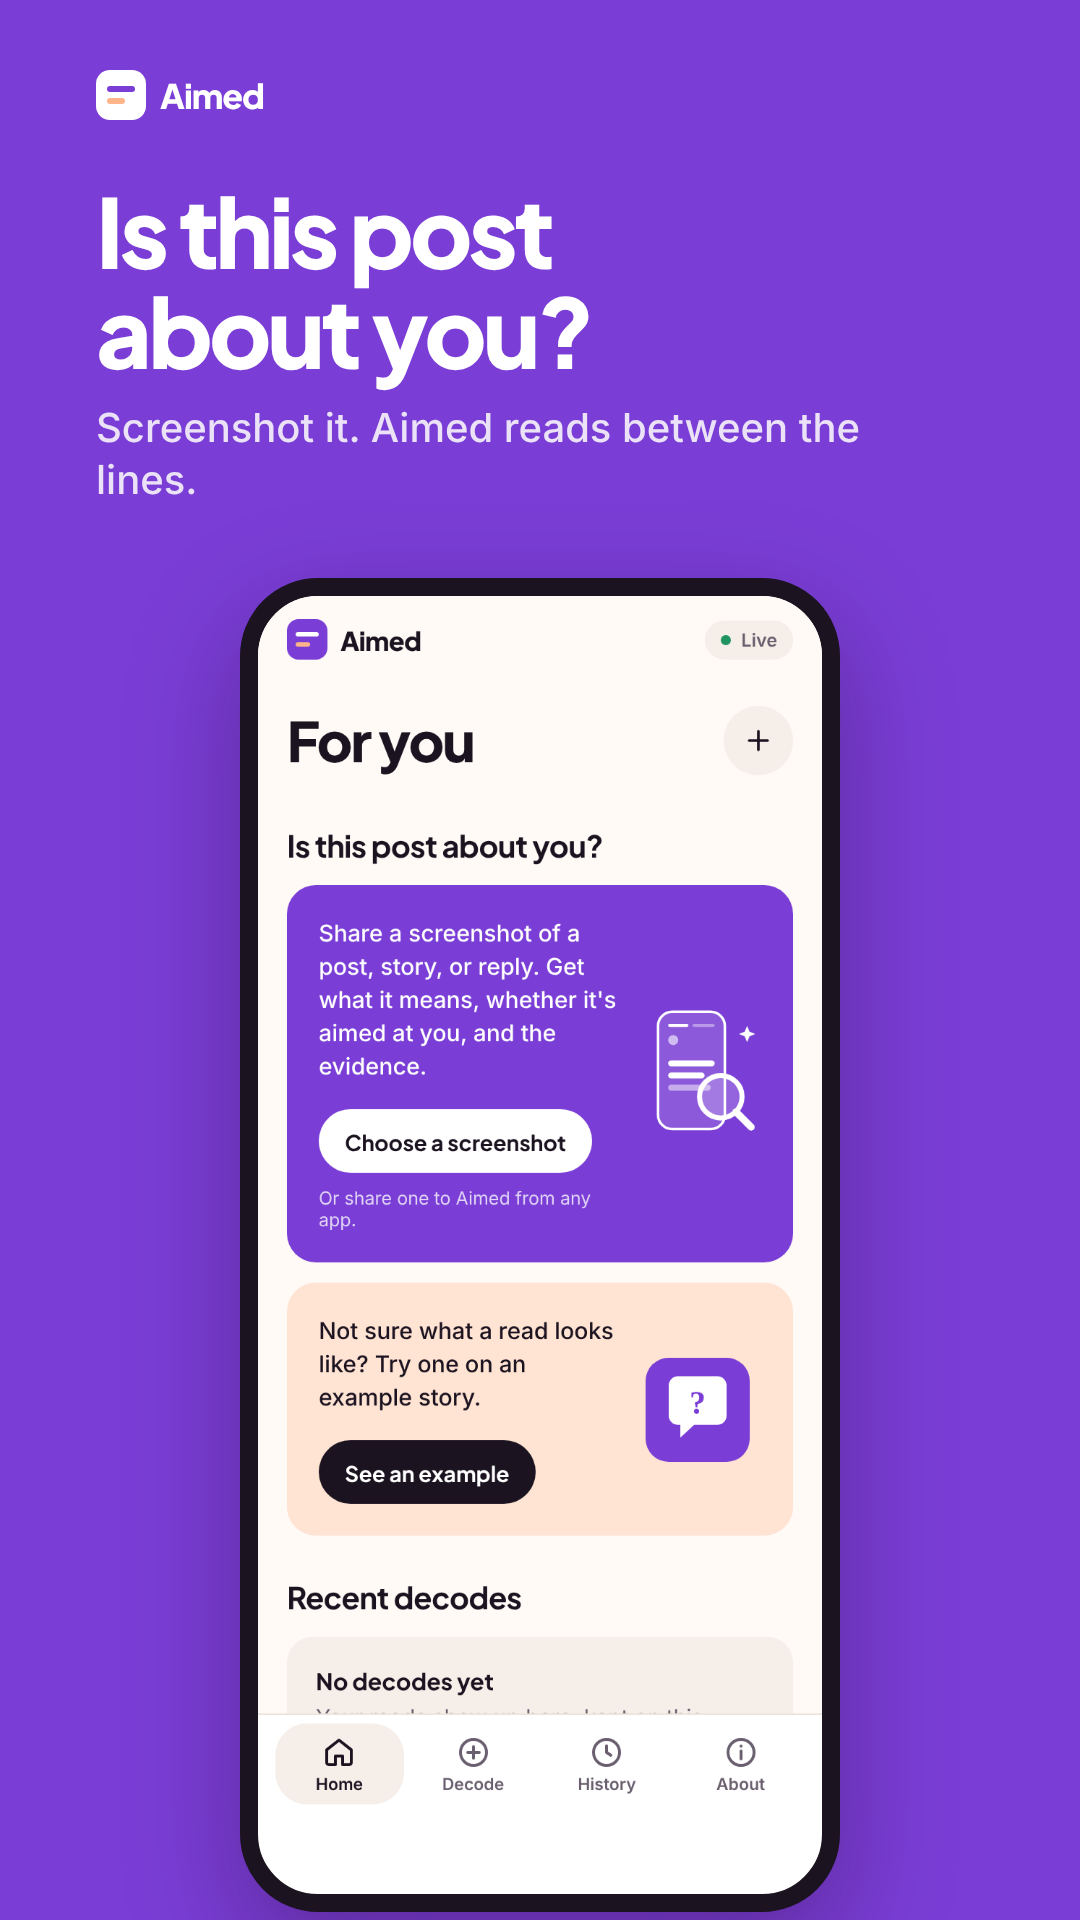 Aimed
Is this post
about you?
Screenshot it. Aimed reads between the
lines.
Aimed
Live
For you
Is this post about you?
Share a screenshot of a
post, story, or reply. Get
what it means, whether it's
aimed at you, and the
evidence.
Choose a screenshot
Or share one to Aimed from any
app.
Not sure what a read looks
like? Try one on an
example story.
?
See an example
Recent decodes
No decodes yet
Home
Decode
History
About